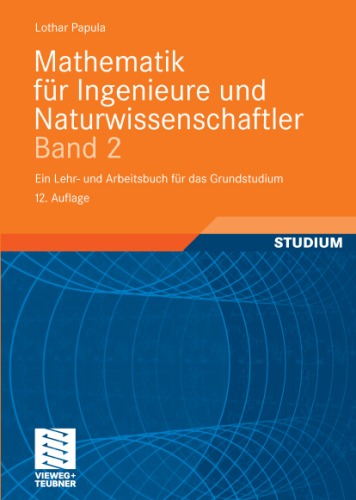 Lothar Papula
Mathematik
für Ingenieure und
Naturwissenschaftler
Band 2
Ein Lehr- und Arbeitsbuch für das Grundstudium
12. Auflage
STUDIUM
VIEWEG+
TEUBNER